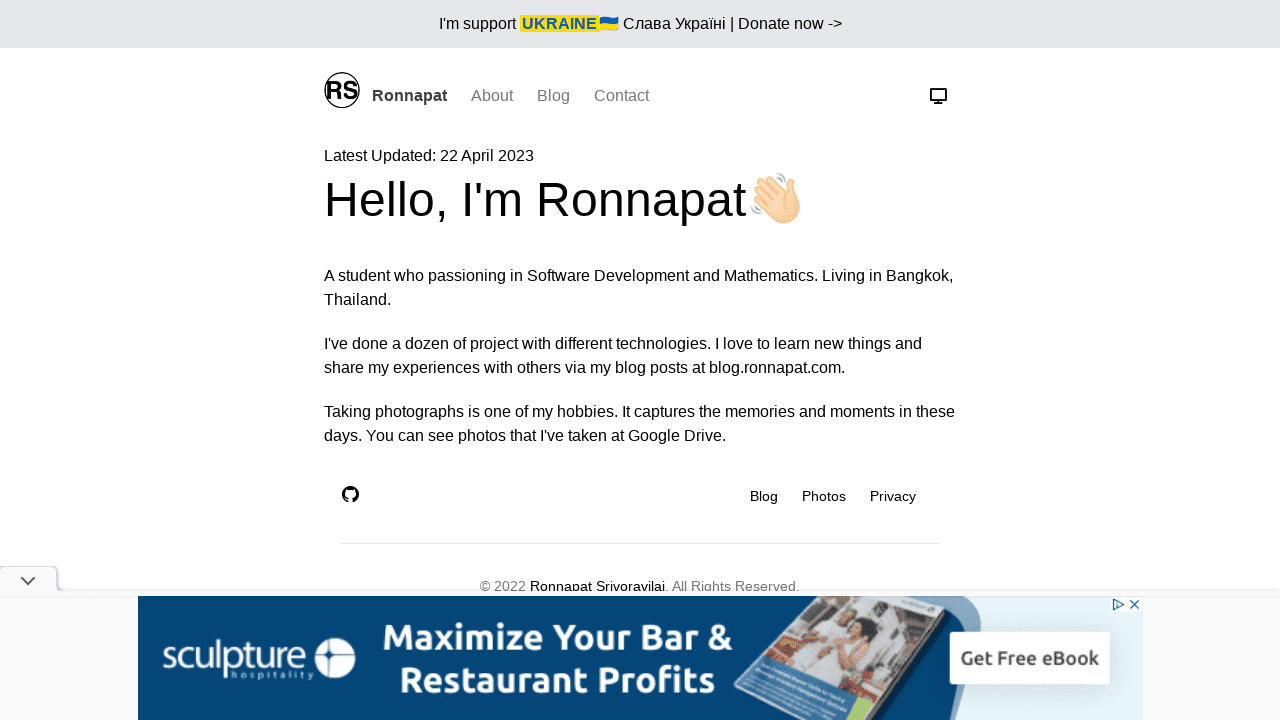 I'm support UKRAINE🇺🇦 Слава Україні | Donate now ->
RS Ronnapat About Blog Contact
Latest Updated: 22 April 2023
Hello, I'm Ronnapat👋🏻
A student who passioning in Software Development and Mathematics. Living in Bangkok,
Thailand.
I've done a dozen of project with different technologies. I love to learn new things and
share my experiences with others via my blog posts at blog.ronnapat.com.
Taking photographs is one of my hobbies. It captures the memories and moments in these
days. You can see photos that I've taken at Google Drive.
Blog Photos Privacy
© 2022 Ronnapat Srivoravilai. All Rights Reserved.
sculpture hospitality
Maximize Your Bar &
Restaurant Profits
Get Free eBook